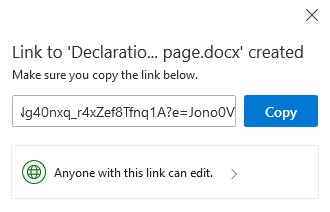 Link to 'Declaratio... page.docx' created
Make sure you copy the link below.
Jg40nxq_r4xZef8Tfnq1A?e=Jono0V
Copy
Anyone with this link can edit.